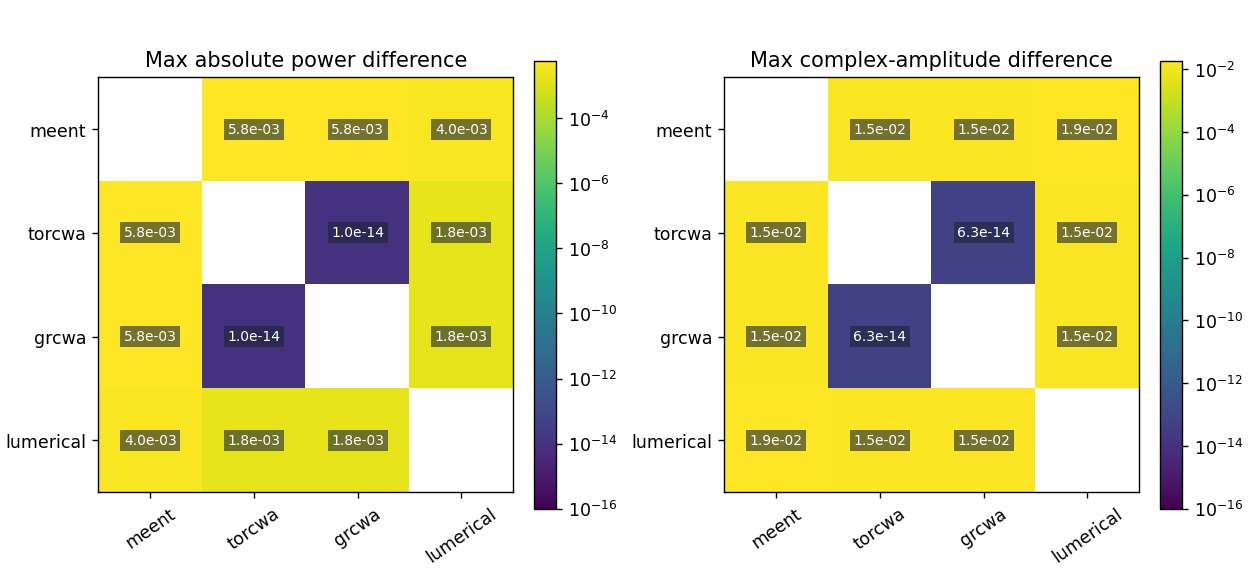 Max absolute power difference
meent
5.8e-03
5.8e-03
4.0e-03
torcwa
5.8e-03
1.0e-14
1.8e-03
grcwa
5.8e-03
1.0e-14
1.8e-03
lumerical
4.0e-03
1.8e-03
1.8e-03
meent
torcwa
grcwa
lumerical
10⁻⁴
10⁻⁶
10⁻⁸
10⁻¹⁰
10⁻¹²
10⁻¹⁴
10⁻¹⁶
Max complex-amplitude difference
meent
1.5e-02
1.5e-02
1.9e-02
torcwa
1.5e-02
6.3e-14
1.5e-02
grcwa
1.5e-02
6.3e-14
1.5e-02
lumerical
1.9e-02
1.5e-02
1.5e-02
meent
torcwa
grcwa
lumerical
10⁻²
10⁻⁴
10⁻⁶
10⁻⁸
10⁻¹⁰
10⁻¹²
10⁻¹⁴
10⁻¹⁶